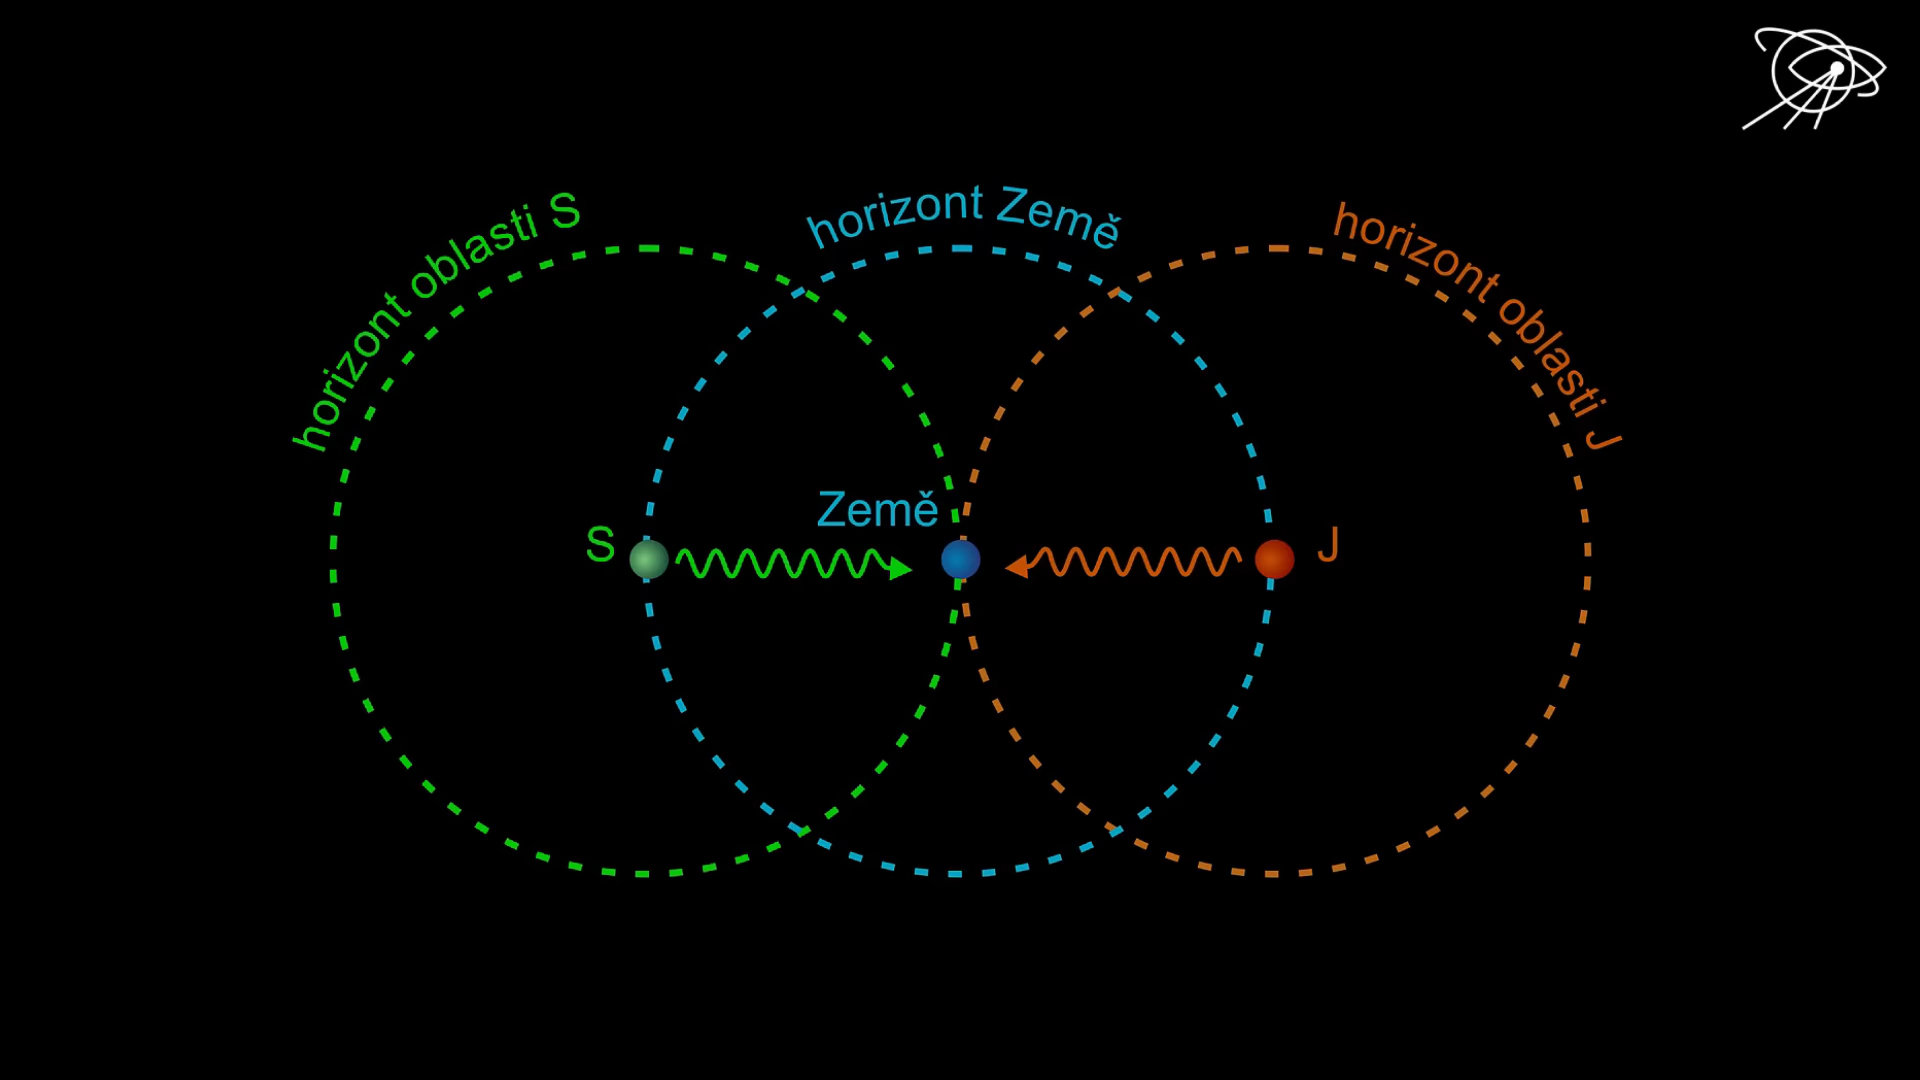 horizont oblasti S
horizont Země
horizont oblasti J
Země
S
J